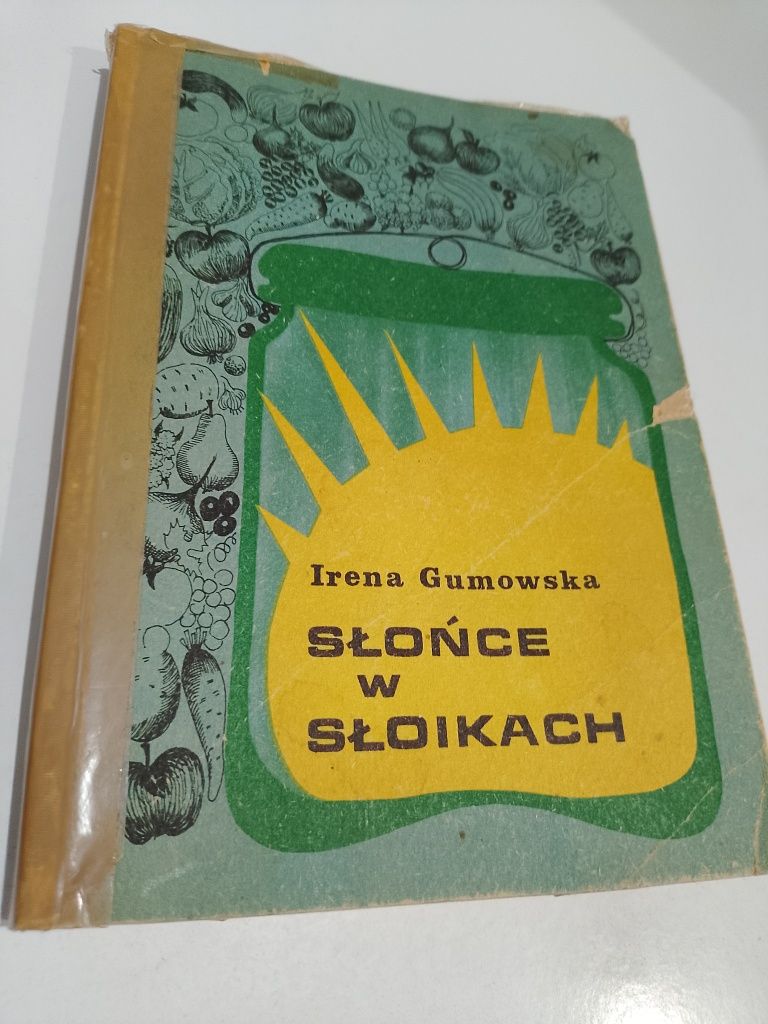 Irena Gumowska
SŁOŃCE
W
SŁOIKACH